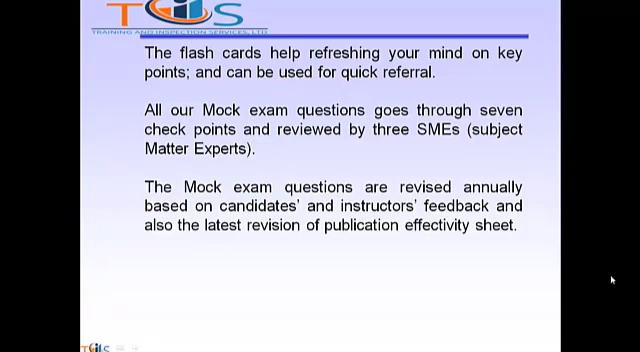 TIIS
TRAINING AND INSPECTION SERVICES, LTD
The flash cards help refreshing your mind on key
points; and can be used for quick referral.
All our Mock exam questions goes through seven
check points and reviewed by three SMEs (subject
Matter Experts).
The Mock exam questions are revised annually
based on candidates' and instructors' feedback and
also the latest revision of publication effectivity sheet.
TIIS